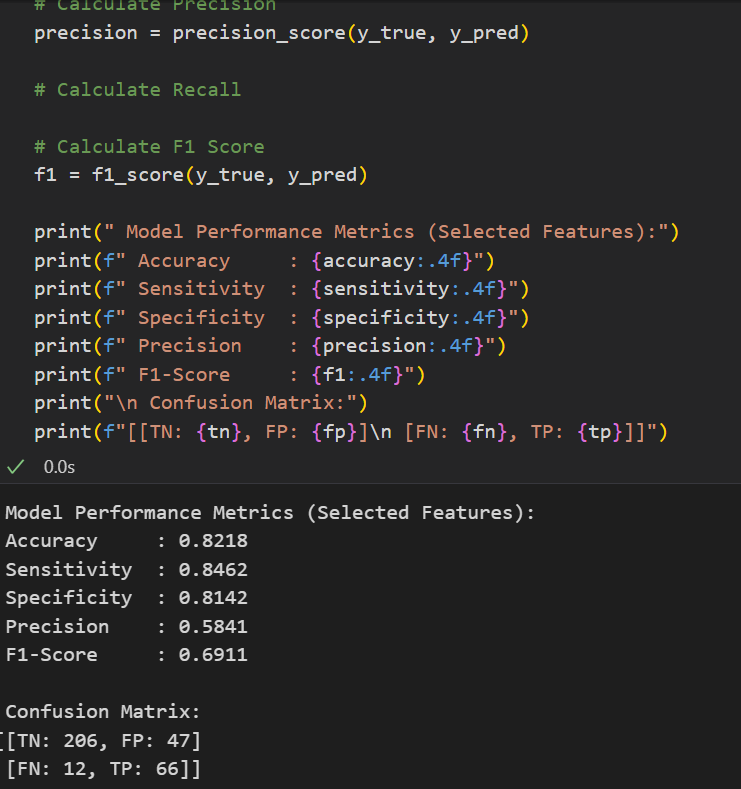 # Calculate Precision
precision = precision_score(y_true, y_pred)
# Calculate Recall
# Calculate F1 Score
f1 = f1_score(y_true, y_pred)
print(" Model Performance Metrics (Selected Features):")
print(f" Accuracy     : {accuracy:.4f}")
print(f" Sensitivity  : {sensitivity:.4f}")
print(f" Specificity  : {specificity:.4f}")
print(f" Precision    : {precision:.4f}")
print(f" F1-Score     : {f1:.4f}")
print("\n Confusion Matrix:")
print(f"[[TN: {tn}, FP: {fp}]\n [FN: {fn}, TP: {tp}]]")
0.0s
Model Performance Metrics (Selected Features):
Accuracy     : 0.8218
Sensitivity  : 0.8462
Specificity  : 0.8142
Precision    : 0.5841
F1-Score     : 0.6911
Confusion Matrix:
[[TN: 206, FP: 47]
[FN: 12, TP: 66]]